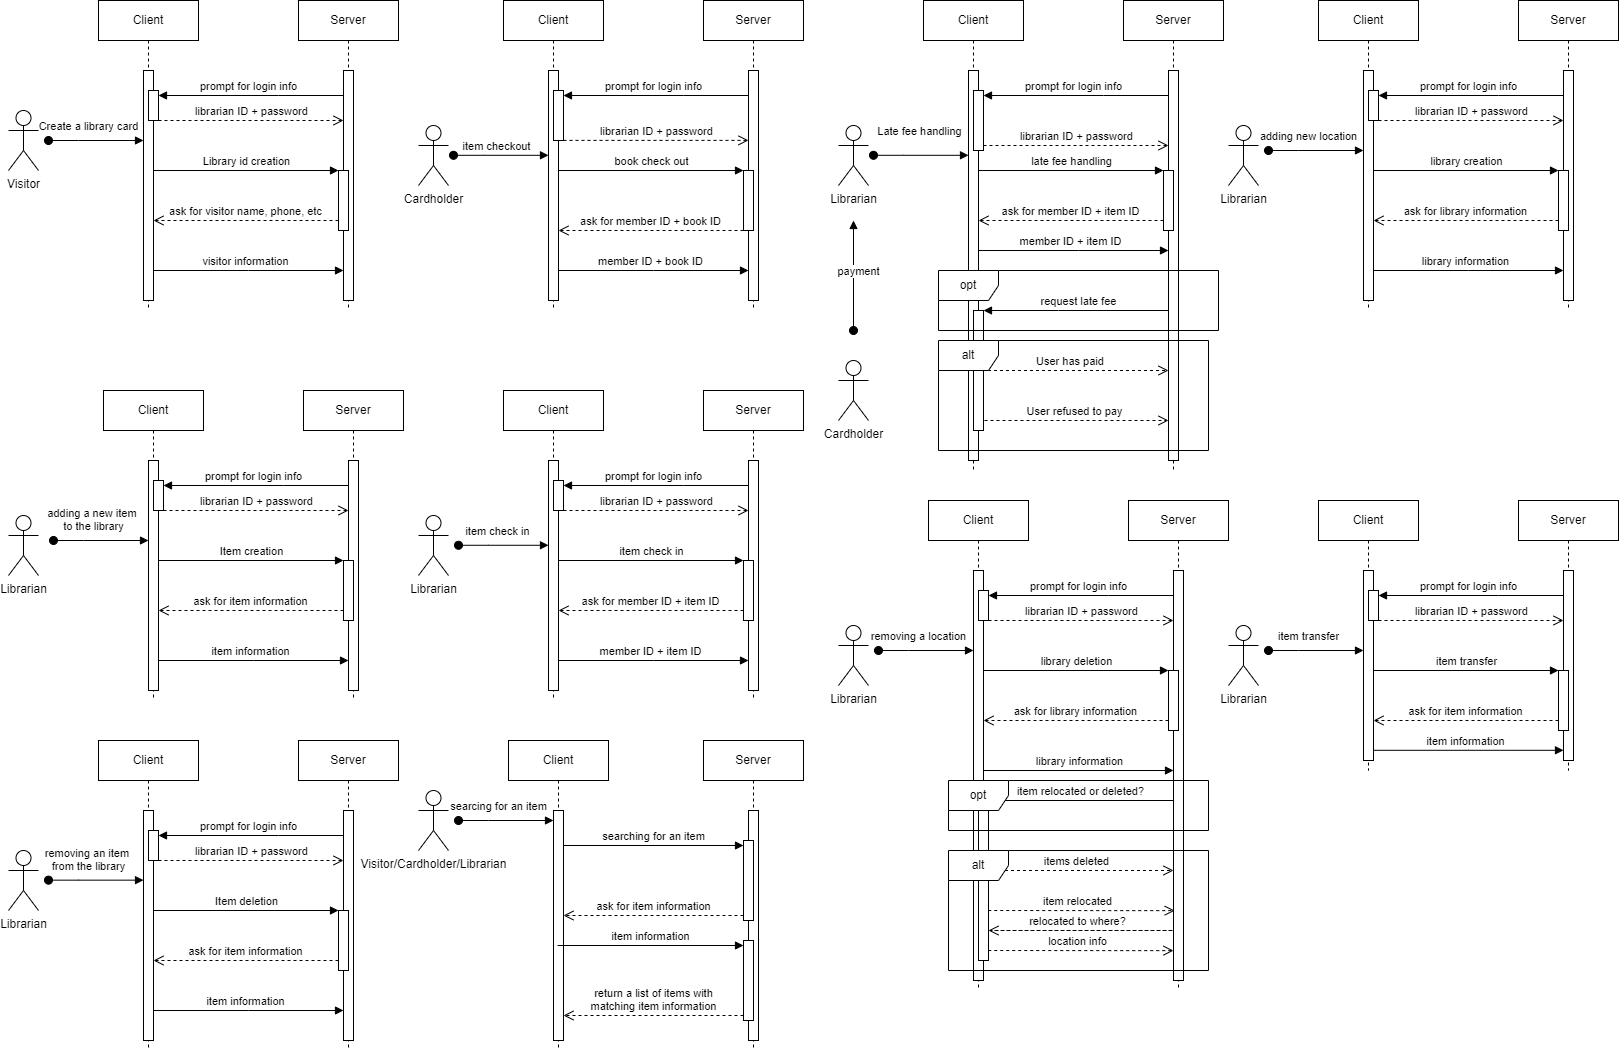 Client
Server
prompt for login info
librarian ID + password
Create a library card
Visitor
Library id creation
ask for visitor name, phone, etc
visitor information
Client
Server
prompt for login info
librarian ID + password
item checkout
Cardholder
book check out
ask for member ID + book ID
member ID + book ID
Client
Server
prompt for login info
Late fee handling
librarian ID + password
Librarian
late fee handling
ask for member ID + item ID
member ID + item ID
payment
opt
request late fee
alt
User has paid
User refused to pay
Cardholder
Client
Server
prompt for login info
librarian ID + password
adding new location
Librarian
library creation
ask for library information
library information
Client
Server
prompt for login info
librarian ID + password
adding a new item
to the library
Librarian
Item creation
ask for item information
item information
Client
Server
prompt for login info
librarian ID + password
item check in
Librarian
item check in
ask for member ID + item ID
member ID + item ID
Client
Server
prompt for login info
librarian ID + password
removing a location
Librarian
library deletion
ask for library information
library information
opt
item relocated or deleted?
alt
items deleted
item relocated
relocated to where?
location info
Client
Server
prompt for login info
librarian ID + password
item transfer
Librarian
item transfer
ask for item information
item information
Client
Server
prompt for login info
librarian ID + password
removing an item
from the library
Librarian
Item deletion
ask for item information
item information
Client
Server
searcing for an item
Visitor/Cardholder/Librarian
searching for an item
ask for item information
item information
return a list of items with
matching item information